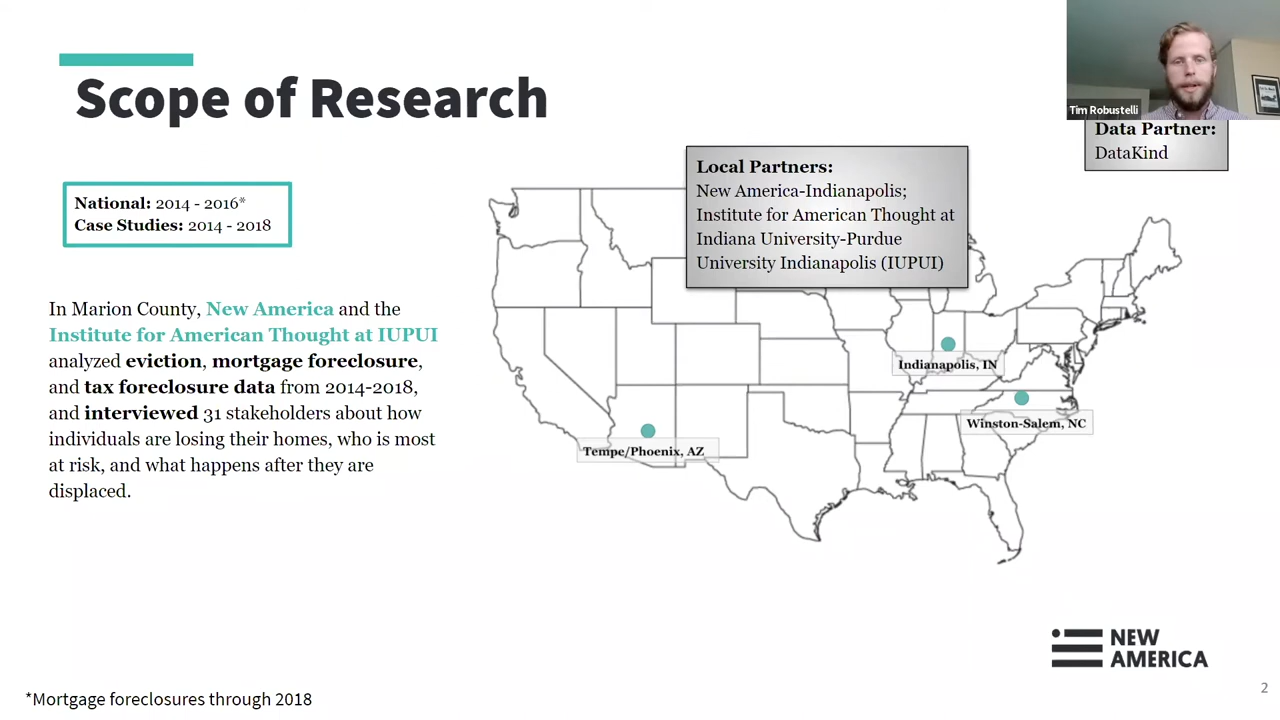 Scope of Research
Tim Robustelli
Data Partner:
DataKind
Local Partners:
New America-Indianapolis;
Institute for American Thought at
Indiana University-Purdue
University Indianapolis (IUPUI)
National: 2014 - 2016*
Case Studies: 2014 - 2018
In Marion County, New America and the
Institute for American Thought at IUPUI
analyzed eviction, mortgage foreclosure,
and tax foreclosure data from 2014-2018,
and interviewed 31 stakeholders about how
individuals are losing their homes, who is most
at risk, and what happens after they are
displaced.
Indianapolis, IN
Winston-Salem, NC
Tempe/Phoenix, AZ
NEW
AMERICA
2
*Mortgage foreclosures through 2018